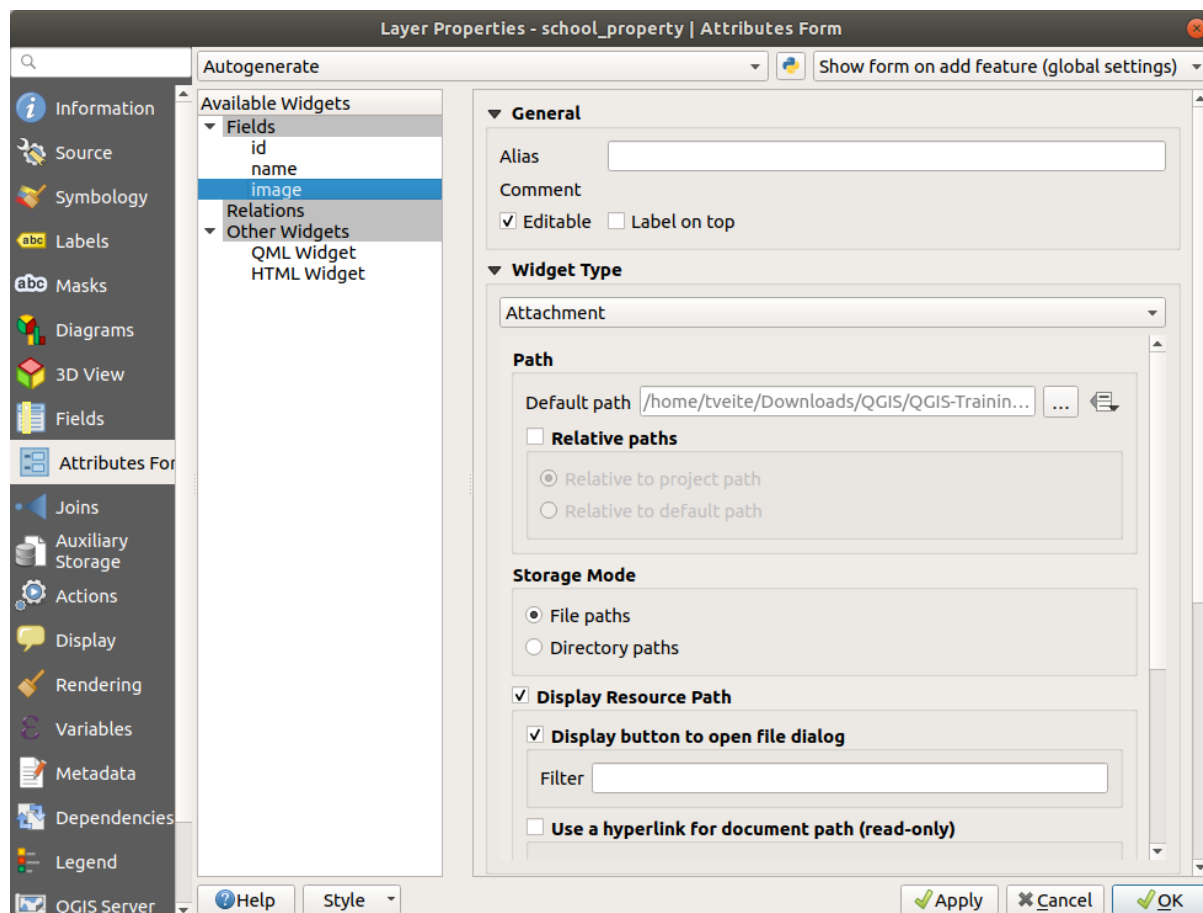 Layer Properties - school_property | Attributes Form
Autogenerate
Show form on add feature (global settings)
Information
Source
Symbology
abc Labels
abc Masks
Diagrams
3D View
Fields
Attributes For
Joins
Auxiliary
Storage
Actions
Display
Rendering
Variables
Metadata
Dependencies
Legend
QGIS Server
Available Widgets
Fields
id
name
image
Relations
Other Widgets
QML Widget
HTML Widget
General
Alias
Comment
Editable Label on top
Widget Type
Attachment
Path
Default path /home/tveite/Downloads/QGIS/QGIS-Trainin... ...
Relative paths
Relative to project path
Relative to default path
Storage Mode
File paths
Directory paths
Display Resource Path
Display button to open file dialog
Filter
Use a hyperlink for document path (read-only)
Help Style Apply Cancel OK